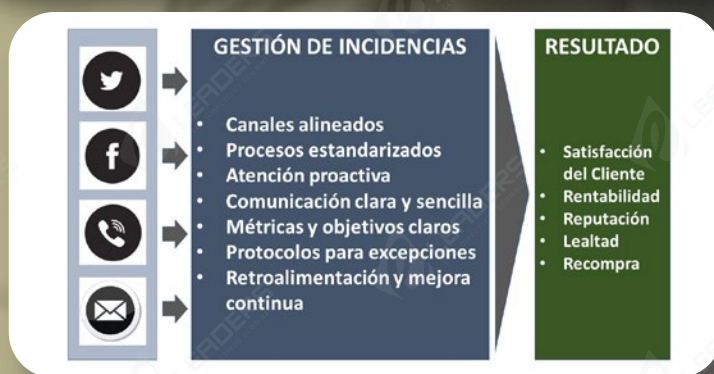 GESTIÓN DE INCIDENCIAS
• Canales alineados
• Procesos estandarizados
• Atención proactiva
• Comunicación clara y sencilla
• Métricas y objetivos claros
• Protocolos para excepciones
• Retroalimentación y mejora
continua
RESULTADO
• Satisfacción
del Cliente
• Rentabilidad
• Reputación
• Lealtad
• Recompra
LEADERS